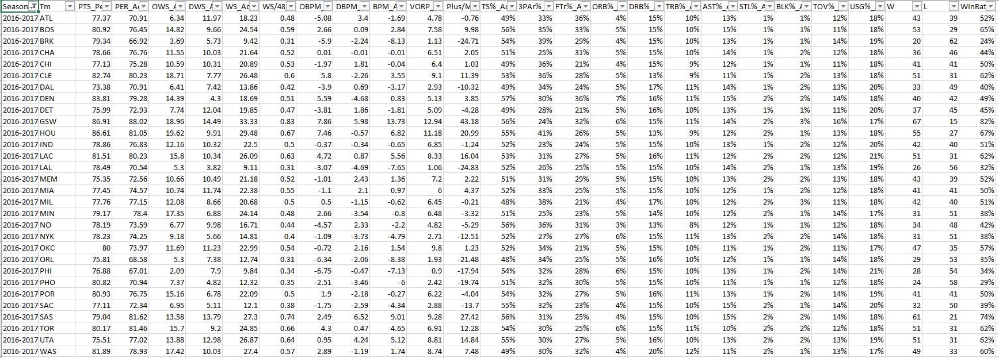 Season Tm PTS_Pe PER_Ac OWS_A DWS_A WS_Ac WS/48_ OBPM_ DBPM_ BPM_A VORP_ Plus/M TS%_Ac 3PAr%_ FTr%_A ORB%_ DRB%_ TRB%_A AST%_A STL%_A BLK%_A TOV%_ USG%_ W L WinRat
2016-2017 ATL 77.37 70.91 6.34 11.97 18.23 0.48 -5.08 3.4 -1.69 4.78 -0.76 49% 33% 36% 4% 15% 10% 13% 1% 1% 12% 18% 43 39 52%
2016-2017 BOS 80.92 76.45 14.82 9.66 24.54 0.59 2.66 0.09 2.84 7.58 9.98 56% 35% 33% 5% 15% 10% 12% 1% 1% 11% 18% 53 29 65%
2016-2017 BRK 79.34 66.92 3.69 5.73 9.42 0.31 -5.9 -2.24 -8.13 1.13 -24.71 54% 39% 29% 4% 15% 10% 13% 1% 1% 14% 19% 20 62 24%
2016-2017 CHA 78.66 76.76 11.55 10.03 21.64 0.52 0.01 -0.01 -0.01 6.51 2.05 51% 25% 31% 5% 15% 10% 14% 1% 2% 12% 18% 36 46 44%
2016-2017 CHI 77.13 75.28 10.59 10.31 20.89 0.53 -1.97 1.81 -0.04 6.4 1.03 49% 36% 21% 4% 15% 9% 12% 1% 1% 11% 18% 41 41 50%
2016-2017 CLE 82.74 80.23 18.71 7.77 26.48 0.6 5.8 -2.26 3.55 9.1 11.39 53% 36% 28% 5% 13% 9% 11% 1% 2% 13% 18% 51 31 62%
2016-2017 DAL 73.38 70.91 6.41 7.42 13.86 0.42 -3.9 0.69 -3.17 2.93 -10.32 49% 34% 24% 5% 17% 11% 14% 1% 2% 13% 20% 33 49 40%
2016-2017 DEN 83.81 79.28 14.39 4.3 18.69 0.51 5.59 -4.68 0.83 5.13 3.85 57% 30% 36% 7% 16% 11% 15% 2% 2% 14% 18% 40 42 49%
2016-2017 DET 75.99 72.93 7.74 12.04 19.85 0.47 -3.81 1.86 -1.81 5.09 -4.28 49% 28% 21% 5% 16% 10% 13% 1% 1% 11% 20% 37 45 45%
2016-2017 GSW 86.91 88.02 18.96 14.49 33.33 0.83 7.86 5.98 13.73 12.94 43.18 56% 24% 32% 6% 15% 11% 14% 2% 3% 16% 17% 67 15 82%
2016-2017 HOU 86.61 81.05 19.62 9.91 29.48 0.67 7.46 -0.57 6.82 11.18 20.99 55% 41% 26% 5% 13% 9% 12% 2% 1% 13% 18% 55 27 67%
2016-2017 IND 78.86 76.83 12.16 10.32 22.5 0.5 -0.37 -0.34 -0.65 6.85 -1.24 52% 23% 24% 5% 15% 10% 13% 1% 2% 12% 20% 42 40 51%
2016-2017 LAC 81.51 80.23 15.8 10.34 26.09 0.63 4.72 0.87 5.56 8.33 16.04 53% 31% 27% 5% 16% 11% 12% 2% 2% 12% 21% 51 31 62%
2016-2017 LAL 78.49 70.54 5.3 3.82 9.11 0.31 -3.07 -4.69 -7.65 1.06 -24.83 52% 26% 25% 5% 15% 10% 14% 2% 1% 13% 19% 26 56 32%
2016-2017 MEM 75.35 72.56 10.66 10.49 21.18 0.52 -1.01 2.43 1.36 7.2 2.22 51% 31% 29% 5% 15% 10% 13% 2% 2% 13% 18% 43 39 52%
2016-2017 MIA 77.45 74.57 10.74 11.74 22.38 0.55 -1.1 2.1 0.97 6 4.37 52% 33% 25% 5% 15% 10% 12% 1% 2% 12% 18% 41 41 50%
2016-2017 MIL 77.76 77.15 12.08 8.66 20.68 0.5 0.5 -1.15 -0.62 6.45 -0.21 48% 38% 21% 4% 17% 10% 12% 2% 3% 11% 18% 42 40 51%
2016-2017 MIN 79.17 78.4 17.35 6.88 24.14 0.48 2.66 -3.54 -0.8 6.48 -3.32 51% 25% 23% 5% 14% 10% 12% 2% 1% 14% 17% 31 51 38%
2016-2017 NO 78.19 73.59 6.77 9.98 16.71 0.44 -4.57 2.33 -2.2 4.82 -5.29 56% 36% 31% 3% 13% 8% 12% 1% 1% 12% 18% 34 48 42%
2016-2017 NYK 78.23 74.25 9.18 5.66 14.81 0.4 -1.09 -3.73 -4.79 2.71 -12.51 52% 27% 27% 6% 15% 11% 13% 2% 2% 14% 18% 31 51 38%
2016-2017 OKC 80 73.97 11.69 11.23 22.99 0.54 -0.72 2.16 1.54 9.8 1.23 52% 34% 21% 5% 15% 10% 11% 1% 2% 11% 17% 47 35 57%
2016-2017 ORL 75.81 68.58 5.3 7.38 12.74 0.31 -6.34 -2.06 -8.38 1.93 -21.48 48% 34% 25% 5% 16% 10% 12% 1% 1% 14% 18% 29 53 35%
2016-2017 PHI 76.88 67.01 2.09 7.9 9.84 0.34 -6.75 -0.47 -7.13 0.9 -17.94 54% 32% 28% 6% 15% 10% 13% 1% 2% 14% 21% 28 54 34%
2016-2017 PHO 80.82 70.94 7.37 4.82 12.32 0.35 -2.51 -3.46 -6 2.42 -19.74 51% 32% 30% 5% 15% 10% 11% 1% 1% 12% 18% 24 58 29%
2016-2017 POR 80.93 76.75 15.16 6.78 22.09 0.5 1.9 -2.18 -0.27 6.22 -4.04 54% 32% 27% 5% 16% 11% 13% 1% 2% 14% 19% 41 41 50%
2016-2017 SAC 77.11 72.34 6.95 5.11 12.1 0.38 -1.75 -2.59 -4.34 2.88 -13.7 55% 32% 23% 4% 15% 10% 15% 2% 1% 14% 20% 32 50 39%
2016-2017 SAS 79.04 81.62 13.58 13.79 27.3 0.74 2.49 6.52 9.01 9.28 27.42 56% 31% 25% 4% 15% 10% 12% 2% 2% 14% 18% 61 21 74%
2016-2017 TOR 80.17 81.46 15.7 9.2 24.85 0.66 4.3 0.47 4.65 6.91 12.28 54% 30% 25% 6% 15% 11% 10% 2% 2% 12% 18% 51 31 62%
2016-2017 UTA 75.51 77.02 13.88 12.98 26.87 0.64 0.95 4.24 5.12 8.81 14.84 55% 30% 27% 5% 16% 10% 13% 2% 2% 13% 19% 51 31 62%
2016-2017 WAS 81.89 78.93 17.42 10.03 27.4 0.57 2.89 -1.19 1.74 8.74 7.48 49% 30% 32% 4% 20% 12% 11% 2% 1% 13% 17% 49 33 60%